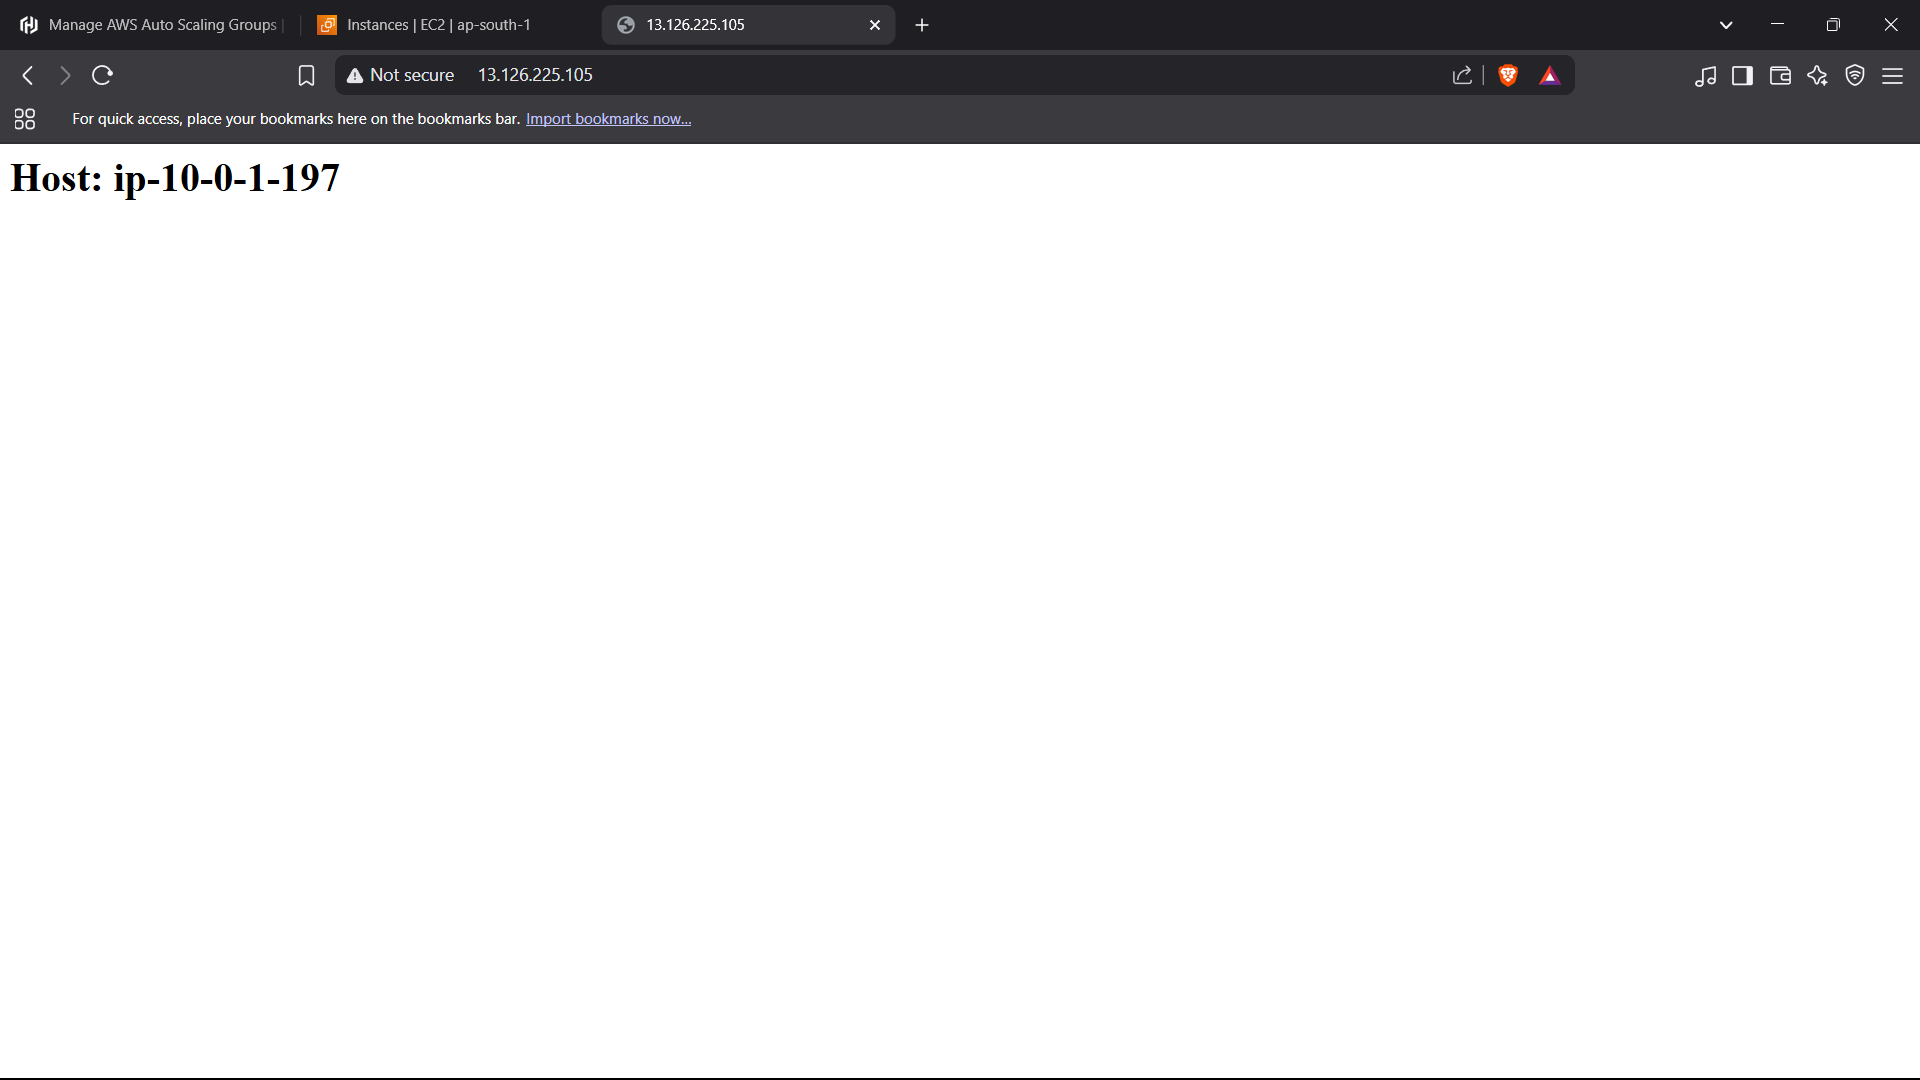 Manage AWS Auto Scaling Groups
Instances | EC2 | ap-south-1
13.126.225.105
Not secure
13.126.225.105
For quick access, place your bookmarks here on the bookmarks bar. Import bookmarks now...
Host: ip-10-0-1-197